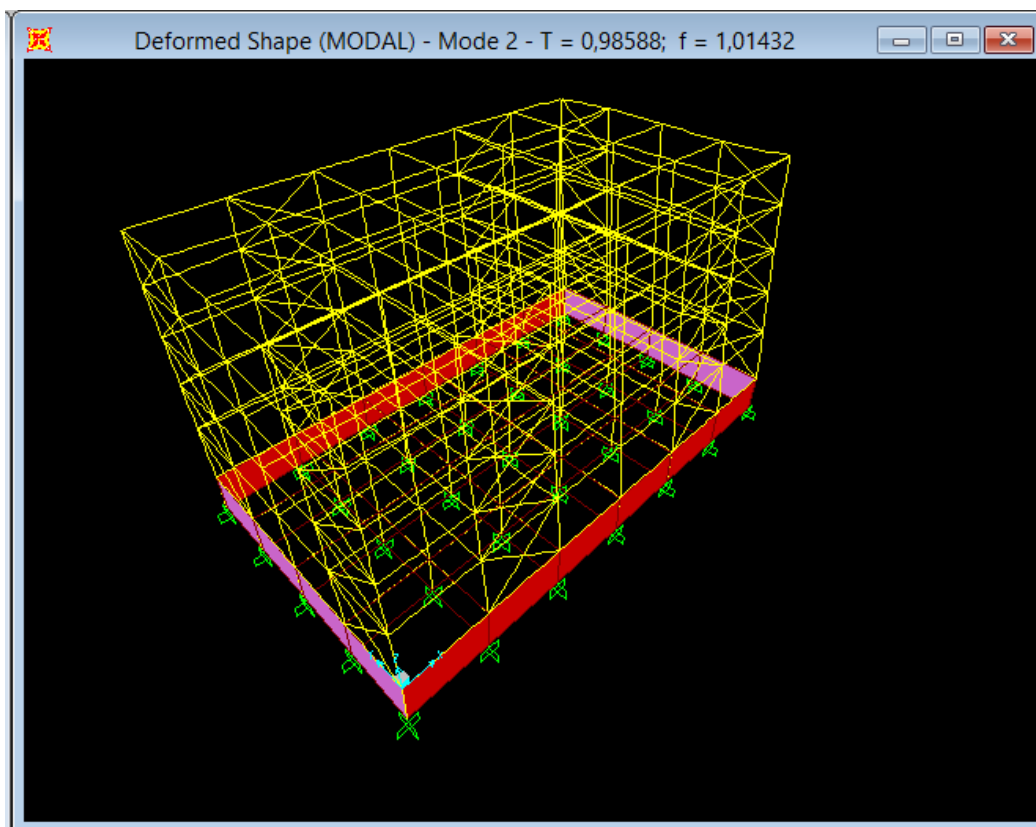 Deformed Shape (MODAL) - Mode 2 - T = 0,98588; f = 1,01432